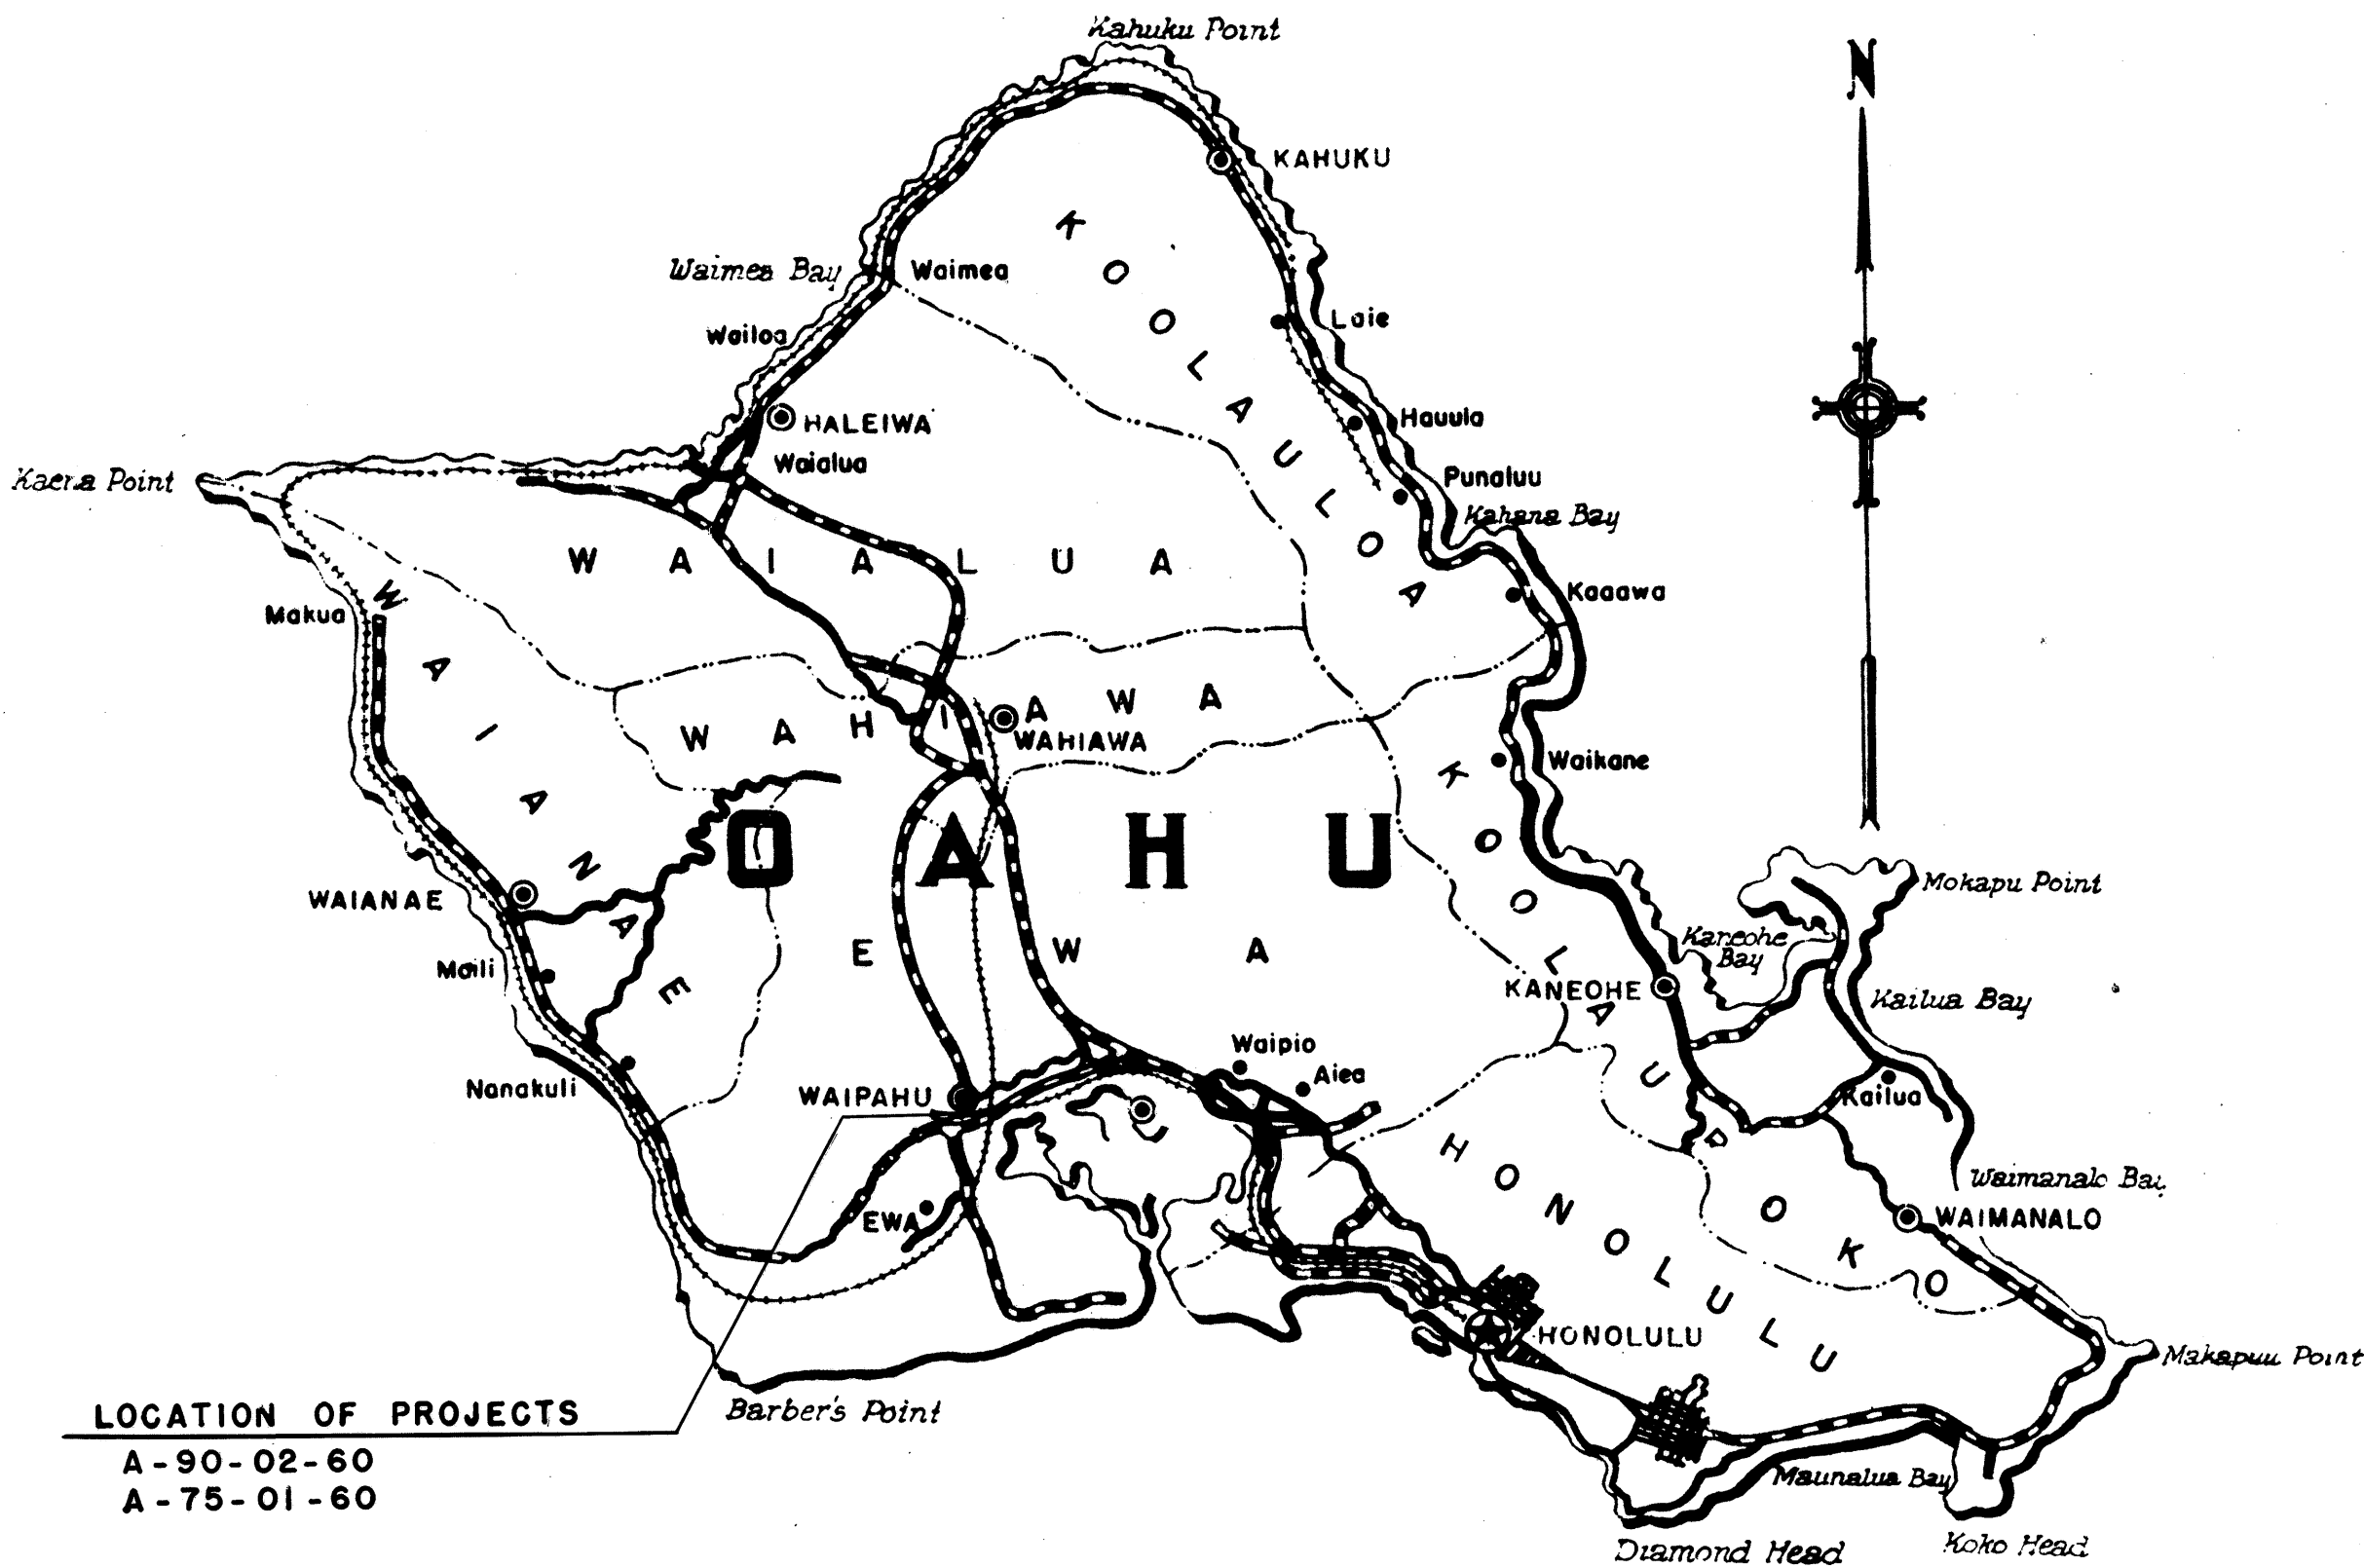 Kahuku Point
N
KAHUKU
KOOLAULOA
Waimea Bay
Waimea
Wailoa
Laie
HALEIWA
Hauula
Waialua
Kaena Point
Punaluu
Kahana Bay
WAIALUA
Kaaawa
Makua
WAIANAE
WAHIAWA
WAHIAWA
Waikane
KOOLAUPOKO
OAHU
Mokapu Point
WAIANAE
EWA
Kaneohe
Bay
Maili
KANEOHE
Kailua Bay
Waipio
Aiea
Nanakuli
WAIPAHU
Kailua
HONOLULU
Waimanalo Bay
EWA
WAIMANALO
HONOLULU
Makapuu Point
Barber's Point
LOCATION OF PROJECTS
A-90-02-60
A-75-01-60
Maunalua Bay
Diamond Head
Koko Head